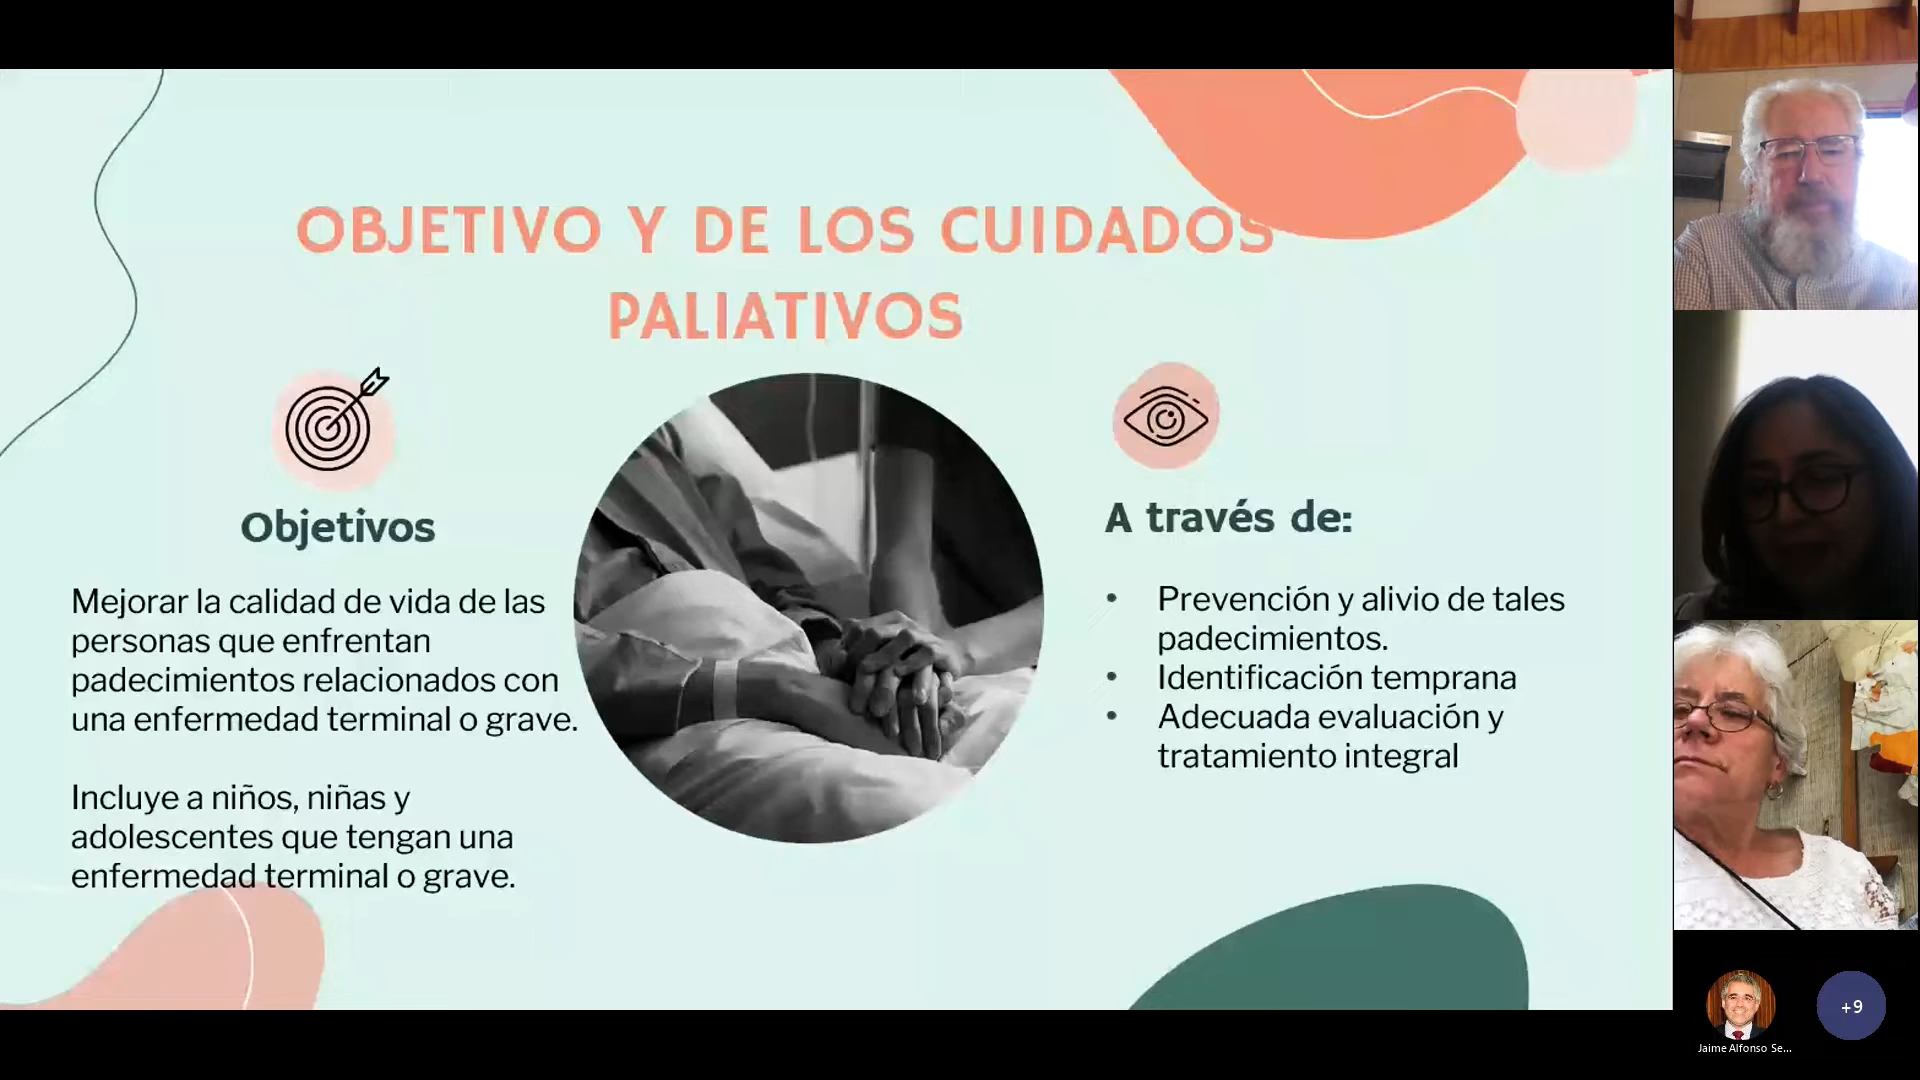 OBJETIVO Y DE LOS CUIDADOS
PALIATIVOS
Objetivos
Mejorar la calidad de vida de las
personas que enfrentan
padecimientos relacionados con
una enfermedad terminal o grave.
Incluye a niños, niñas y
adolescentes que tengan una
enfermedad terminal o grave.
A través de:
• Prevención y alivio de tales
padecimientos.
• Identificación temprana
• Adecuada evaluación y
tratamiento integral
+9
Jaime Alfonso Se...